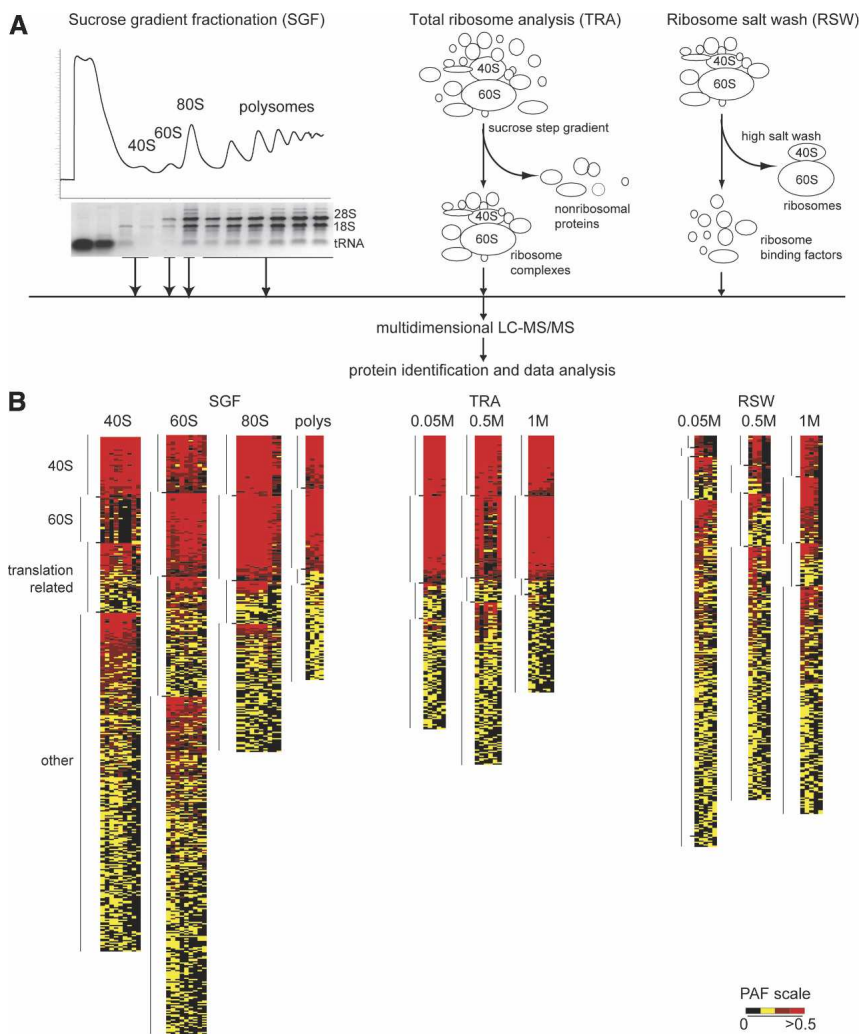 A
Sucrose gradient fractionation (SGF)
Total ribosome analysis (TRA)
Ribosome salt wash (RSW)
40S
60S
80S
polysomes
28S
18S
tRNA
40S
60S
sucrose step gradient
nonribosomal
proteins
40S
60S
ribosome
complexes
40S
60S
high salt wash
40S
60S
ribosomes
ribosome
binding factors
multidimensional LC-MS/MS
protein identification and data analysis
B
SGF
TRA
RSW
40S 60S 80S polys
0.05M 0.5M 1M
0.05M 0.5M 1M
40S
60S
translation
related
other
PAF scale
0 >0.5